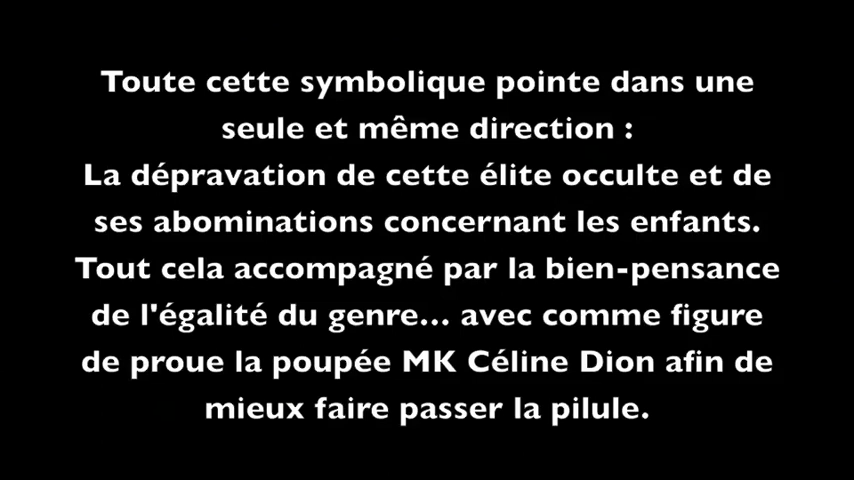 Toute cette symbolique pointe dans une
seule et même direction :
La dépravation de cette élite occulte et de
ses abominations concernant les enfants.
Tout cela accompagné par la bien-pensance
de l'égalité du genre... avec comme figure
de proue la poupée MK Céline Dion afin de
mieux faire passer la pilule.